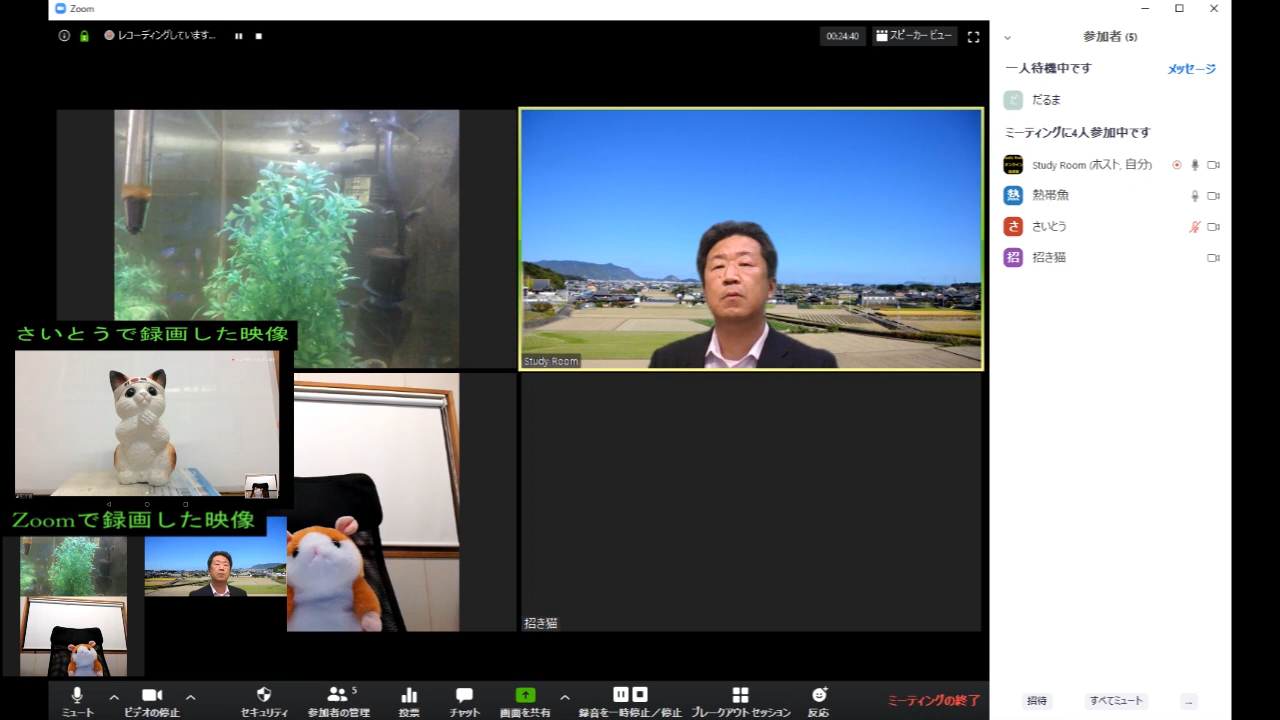 Zoom
レコーディングしています...
00:24:40
スピーカービュー
参加者 (5)
一人待機中です
メッセージ
だ
だるま
ミーティングに4人参加中です
Study Room (ホスト, 自分)
熱
熱帯魚
さ
さいとう
招
招き猫
Study Room
さいとうで録画した映像
Zoomで録画した映像
招き猫
ミュート
ビデオの停止
セキュリティ
5
参加者の管理
投票
チャット
画面を共有
録音を一時停止/停止
ブレークアウト セッション
反応
ミーティングの終了
招待
すべてミュート
...